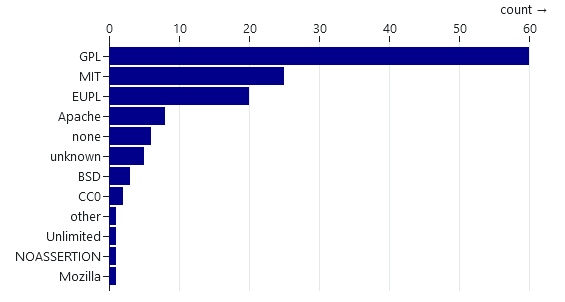 count →
0 10 20 30 40 50 60
GPL
MIT
EUPL
Apache
none
unknown
BSD
CC0
other
Unlimited
NOASSERTION
Mozilla